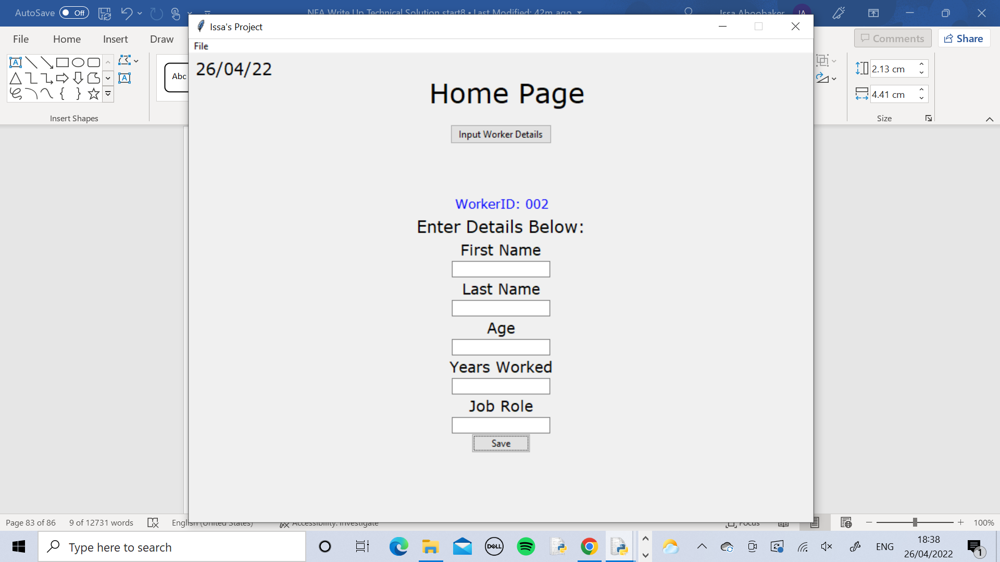 AutoSave Off
NEA Write Up Technical Solution start8 • Last Modified: 42m ago
Issa Aboobaker
IA
File Home Insert Draw
Comments
Share
Abc
Insert Shapes
2.13 cm
4.41 cm
Size
Issa's Project
File
26/04/22
Home Page
Input Worker Details
WorkerID: 002
Enter Details Below:
First Name
Last Name
Age
Years Worked
Job Role
Save
Page 83 of 86
9 of 12731 words
English (United States)
Accessibility: Investigate
Focus
100%
Type here to search
DELL
ENG
18:38
26/04/2022
1